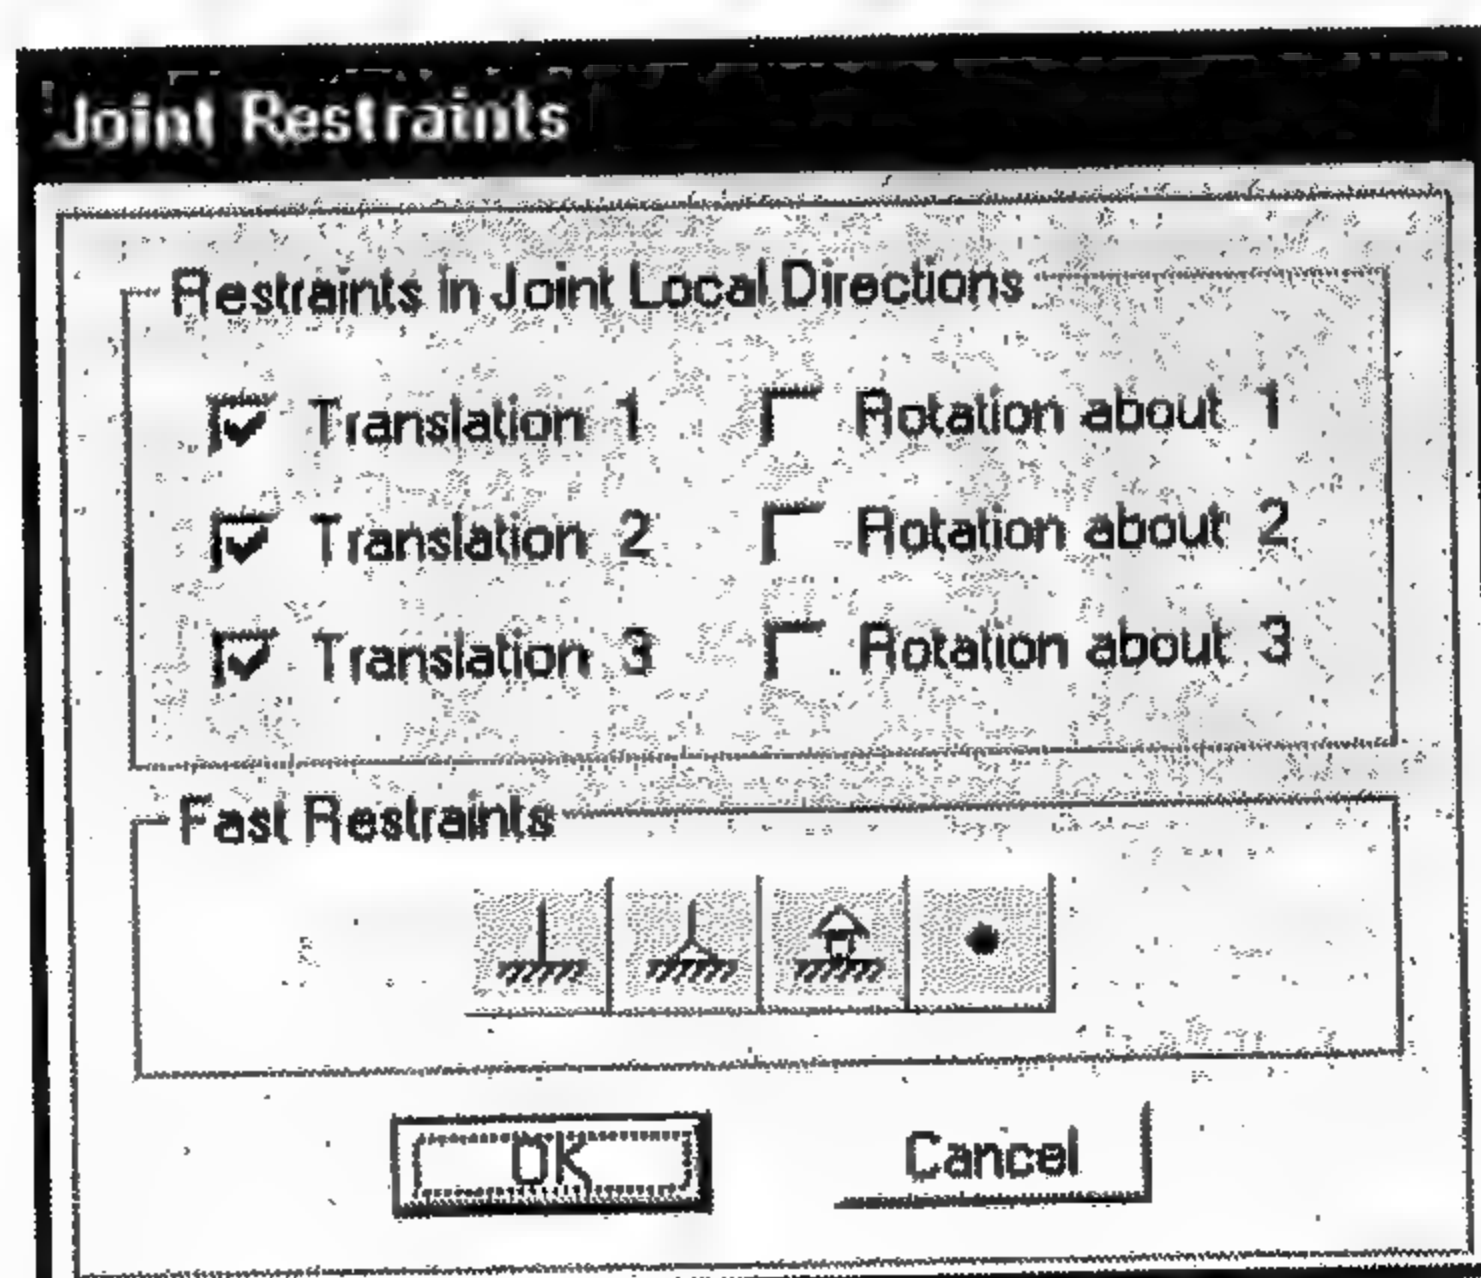 Joint Restraints
Restraints in Joint Local Directions
Translation 1 Rotation about 1
Translation 2 Rotation about 2
Translation 3 Rotation about 3
Fast Restraints
OK Cancel